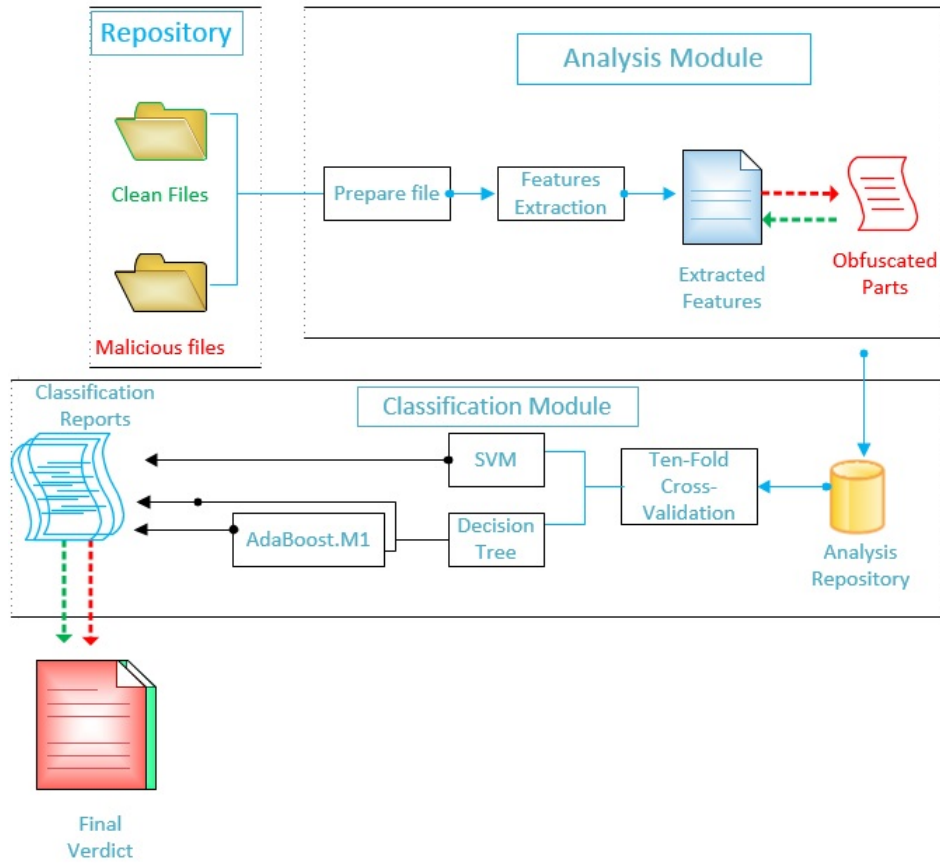 Repository
Analysis Module
Clean Files
Prepare file
Features
Extraction
Extracted
Features
Obfuscated
Parts
Malicious files
Classification Module
Classification
Reports
SVM
Ten-Fold
Cross-
Validation
Decision
Tree
AdaBoost.M1
Analysis
Repository
Final
Verdict